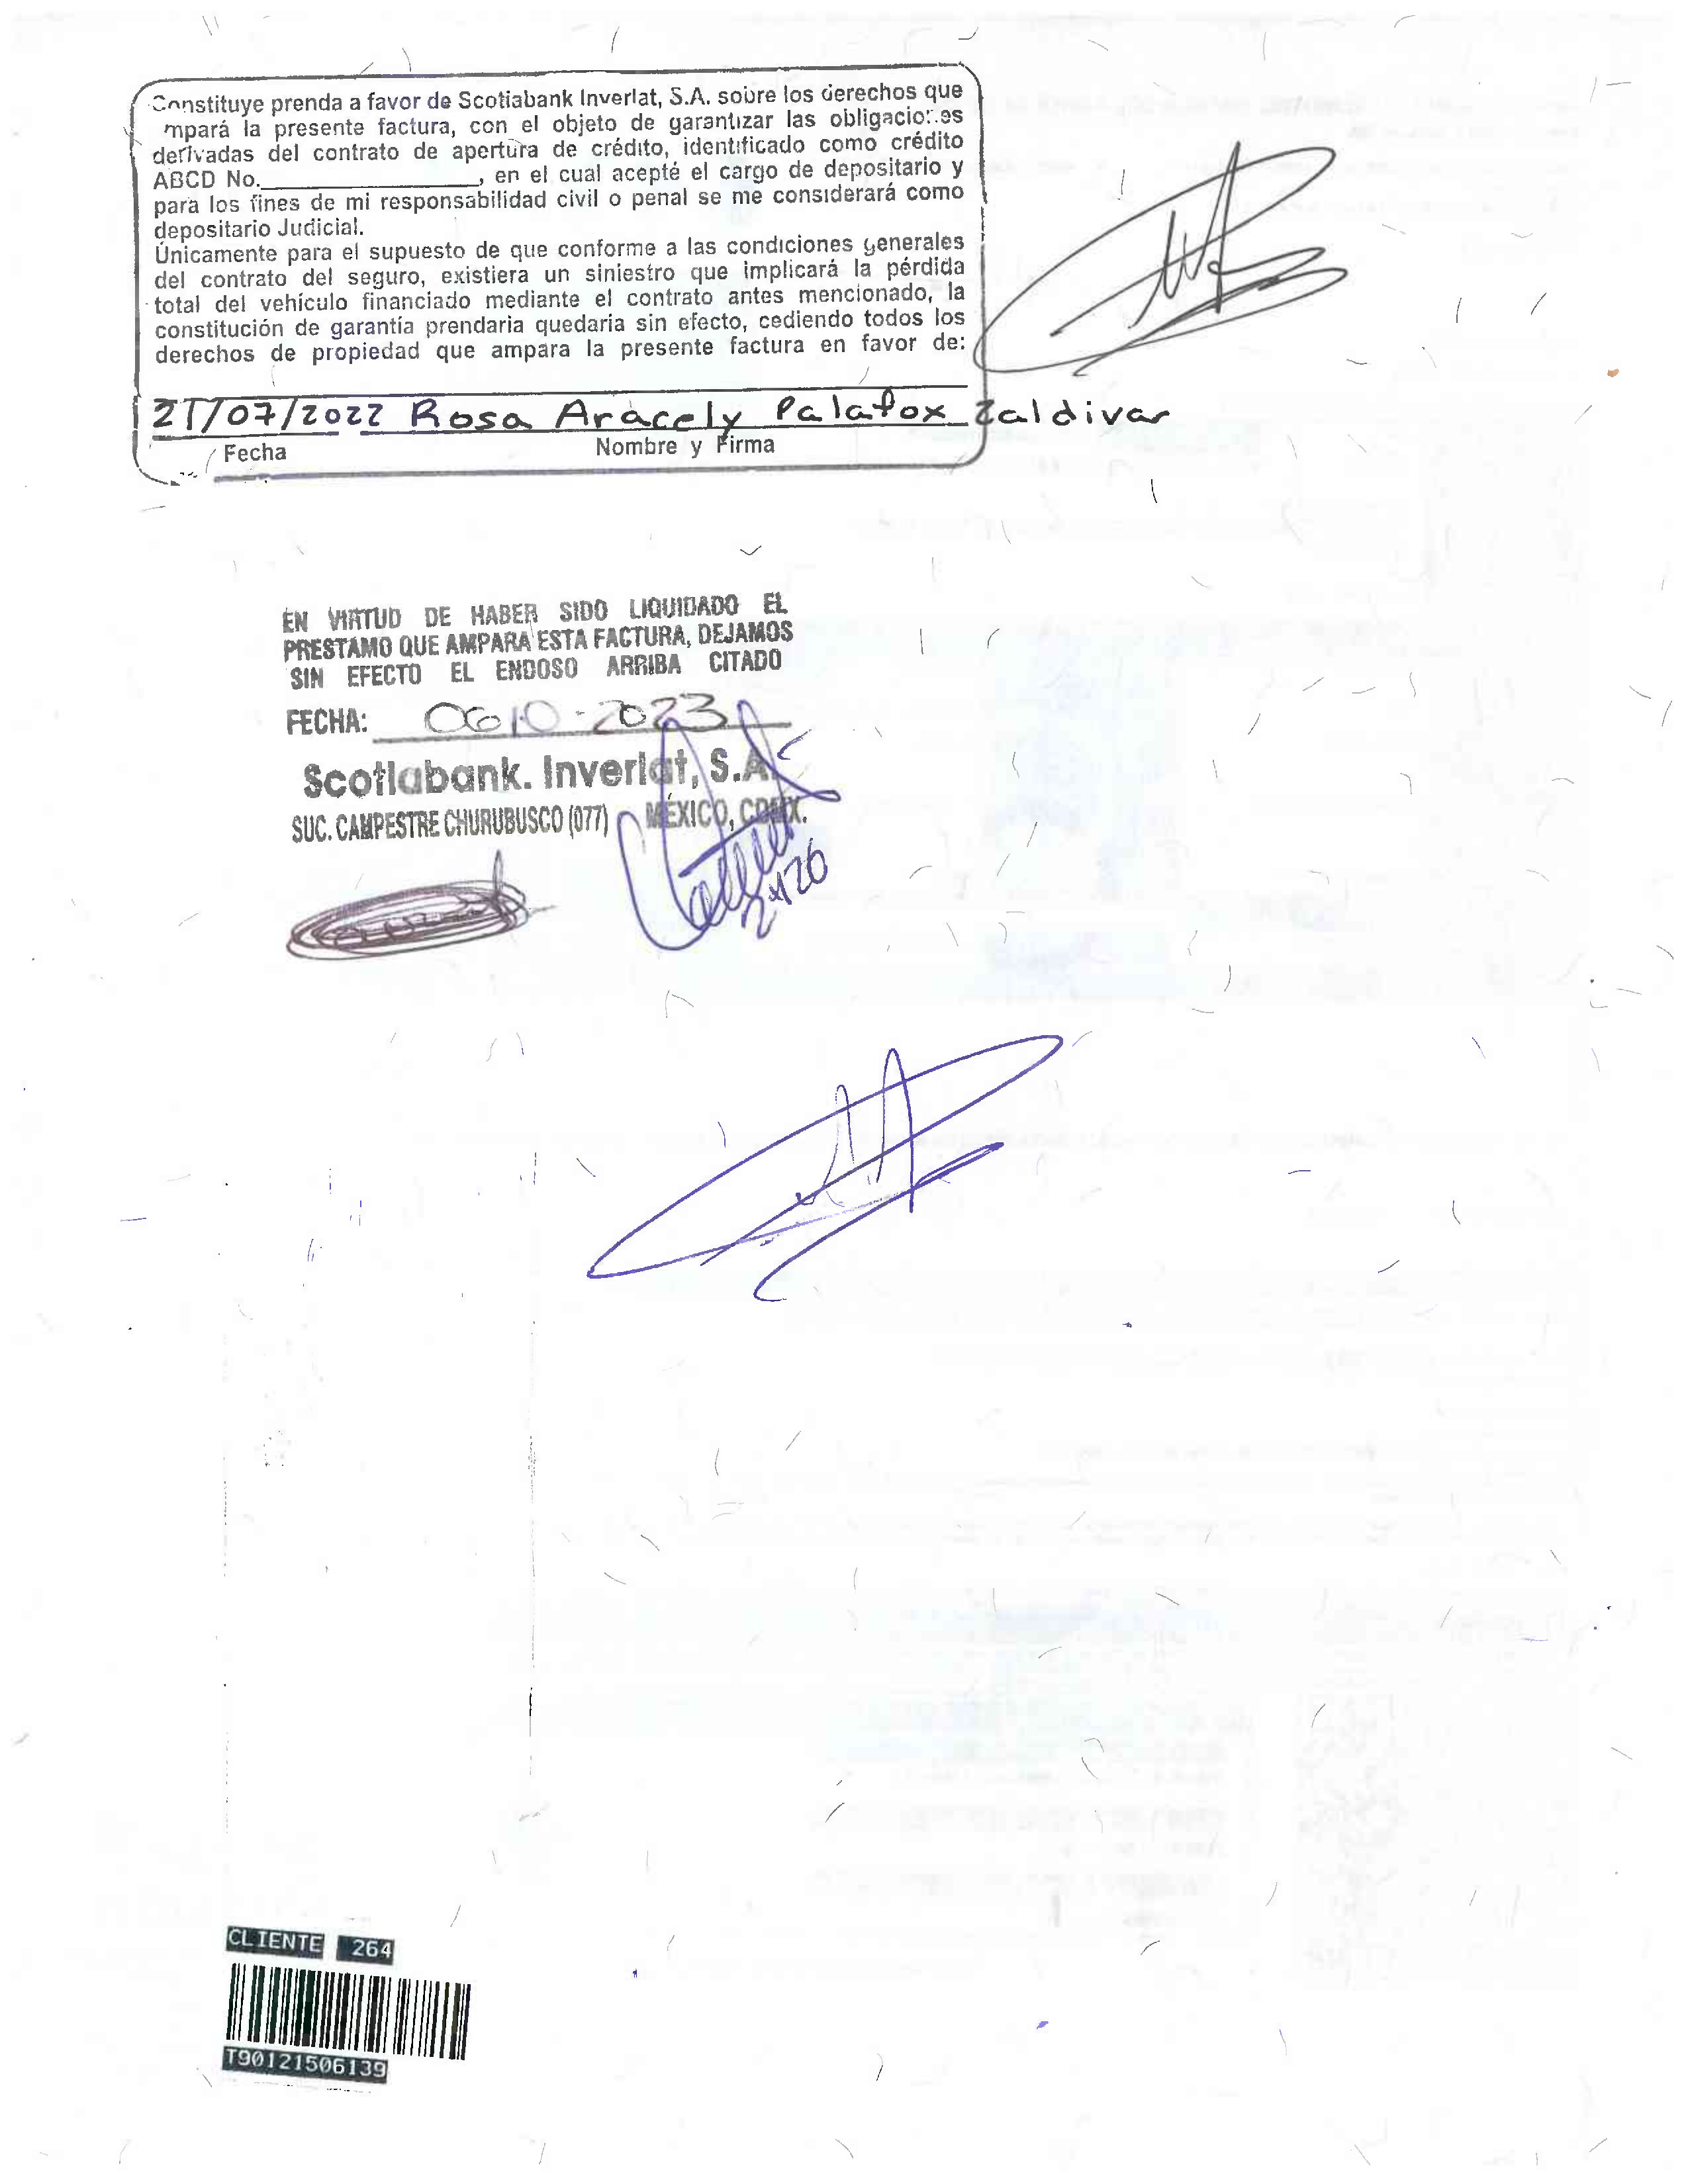 Constituye prenda a favor de Scotiabank Inverlat, S.A. sobre los derechos que
mpará la presente factura, con el objeto de garantizar las obligaciones
derivadas del contrato de apertura de crédito, identificado como crédito
ABCD No.________________, en el cual acepté el cargo de depositario y
para los fines de mi responsabilidad civil o penal se me considerará como
depositario Judicial.
Únicamente para el supuesto de que conforme a las condiciones generales
del contrato del seguro, existiera un siniestro que implicará la pérdida
total del vehículo financiado mediante el contrato antes mencionado, la
constitución de garantía prendaria quedaria sin efecto, cediendo todos los
derechos de propiedad que ampara la presente factura en favor de:
21/07/2022 Rosa Aracely Palafox Zaldivar
Fecha Nombre y Firma
EN VIRTUD DE HABER SIDO LIQUIDADO EL
PRESTAMO QUE AMPARA ESTA FACTURA, DEJAMOS
SIN EFECTO EL ENDOSO ARRIBA CITADO
FECHA: 0610-2023
Scotiabank. Inverlat, S.A.
SUC. CAMPESTRE CHURUBUSCO (077) MÉXICO, CDMX.
CLIENTE 264
T90121506139